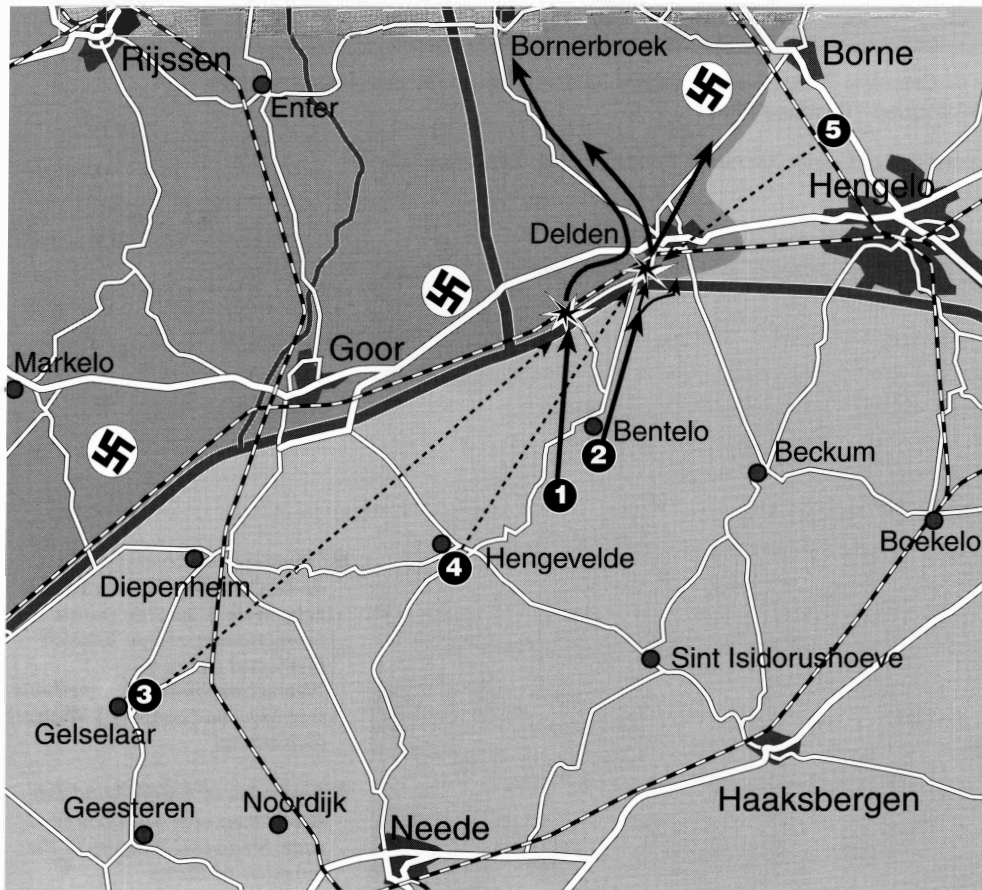 Bornerbroek
Borne
Rijssen
Enter
5
Hengelo
Delden
Goor
Markelo
Bentelo
2
Beckum
1
Boekelo
Hengevelde
4
Diepenheim
Sint Isidorushoeve
3
Gelselaar
Haaksbergen
Geesteren
Noordijk
Neede